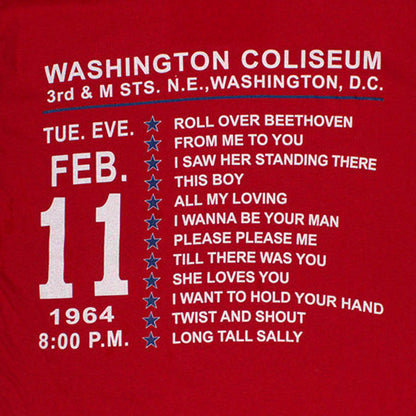 WASHINGTON COLISEUM
3rd & M STS. N.E.,WASHINGTON, D.C.
TUE. EVE.
FEB.
11
1964
8:00 P.M.
ROLL OVER BEETHOVEN
FROM ME TO YOU
I SAW HER STANDING THERE
THIS BOY
ALL MY LOVING
I WANNA BE YOUR MAN
PLEASE PLEASE ME
TILL THERE WAS YOU
SHE LOVES YOU
I WANT TO HOLD YOUR HAND
TWIST AND SHOUT
LONG TALL SALLY